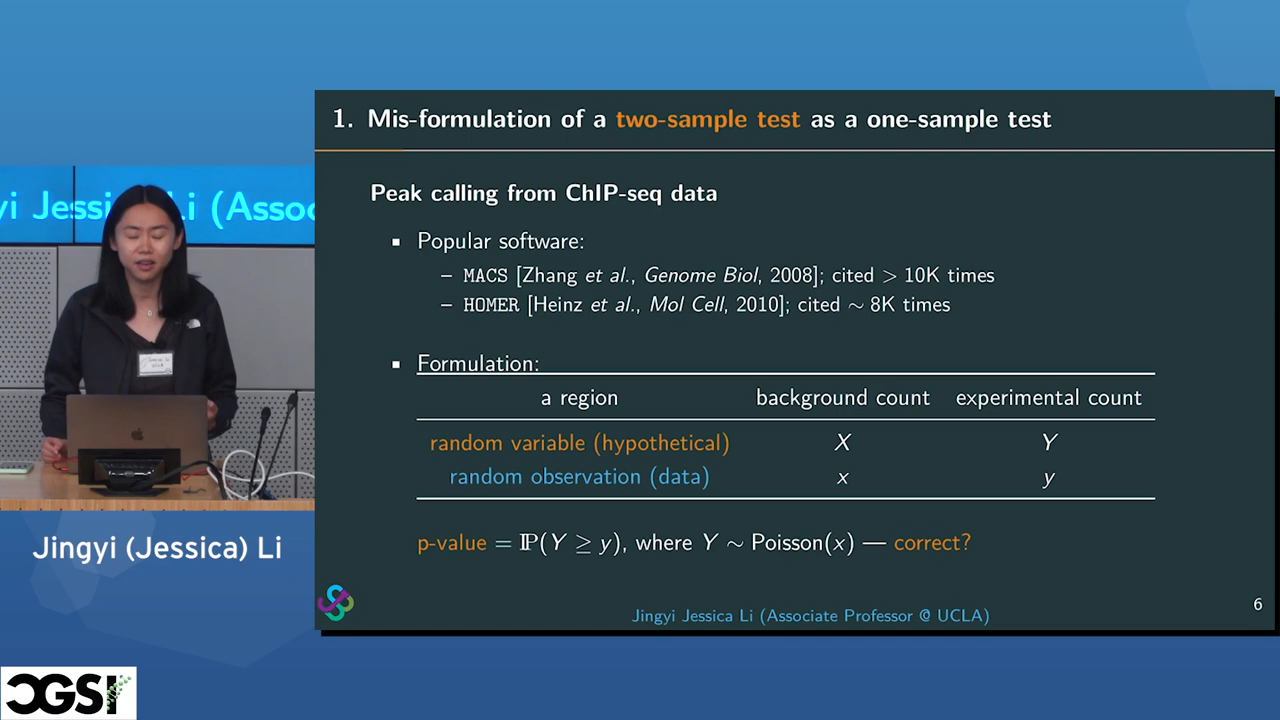 1. Mis-formulation of a two-sample test as a one-sample test
Peak calling from ChIP-seq data
▪ Popular software:
– MACS [Zhang et al., Genome Biol, 2008]; cited > 10K times
– HOMER [Heinz et al., Mol Cell, 2010]; cited ∼ 8K times
▪ Formulation:
a region background count experimental count
random variable (hypothetical) X Y
random observation (data) x y
p-value = ℙ(Y ≥ y), where Y ∼ Poisson(x) — correct?
Jingyi Jessica Li (Associate Professor @ UCLA)
6
yi Jessi Li (Assoc
Jingyi (Jessica) Li
CGSI